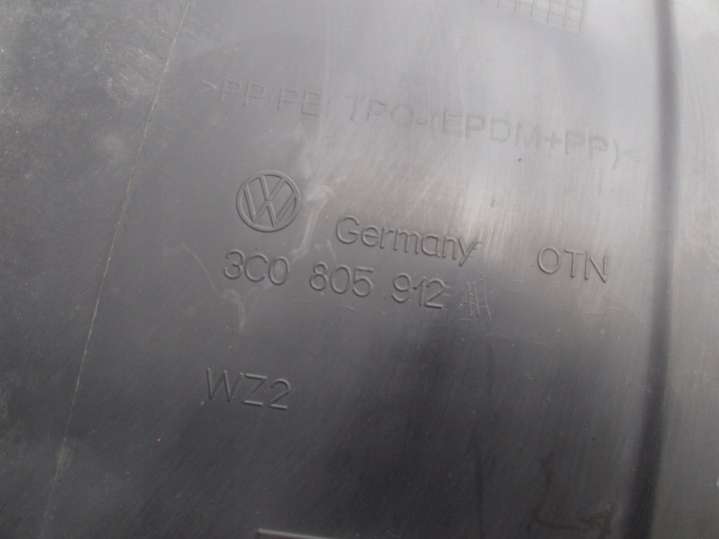 >PP/PE/TPO-(EPDM+PP)<
Germany OTN
3C0 805 912
WZ2